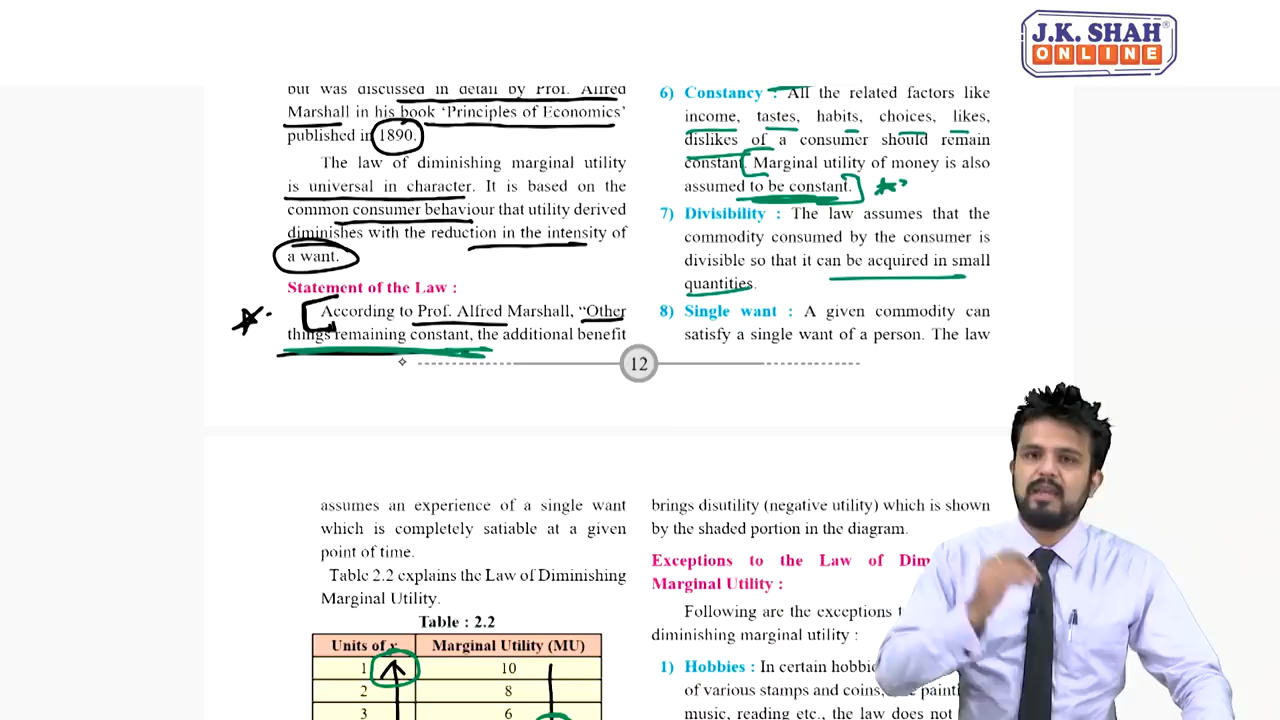 J.K. SHAH®
ONLINE
but was discussed in detail by Prof. Alfred
Marshall in his book ‘Principles of Economics’
published in 1890.
The law of diminishing marginal utility
is universal in character. It is based on the
common consumer behaviour that utility derived
diminishes with the reduction in the intensity of
a want.
Statement of the Law :
According to Prof. Alfred Marshall, “Other
things remaining constant, the additional benefit
6) Constancy : All the related factors like
income, tastes, habits, choices, likes,
dislikes of a consumer should remain
constant. Marginal utility of money is also
assumed to be constant.
7) Divisibility : The law assumes that the
commodity consumed by the consumer is
divisible so that it can be acquired in small
quantities.
8) Single want : A given commodity can
satisfy a single want of a person. The law
12
assumes an experience of a single want
which is completely satiable at a given
point of time.
Table 2.2 explains the Law of Diminishing
Marginal Utility.
Table : 2.2
Units of x Marginal Utility (MU)
1 10
2 8
3 6
brings disutility (negative utility) which is shown
by the shaded portion in the diagram.
Exceptions to the Law of
Marginal Utility :
Following are the exceptions
diminishing marginal utility :
1) Hobbies : In certain
of various stamps and coins,
music, reading etc., the law does not